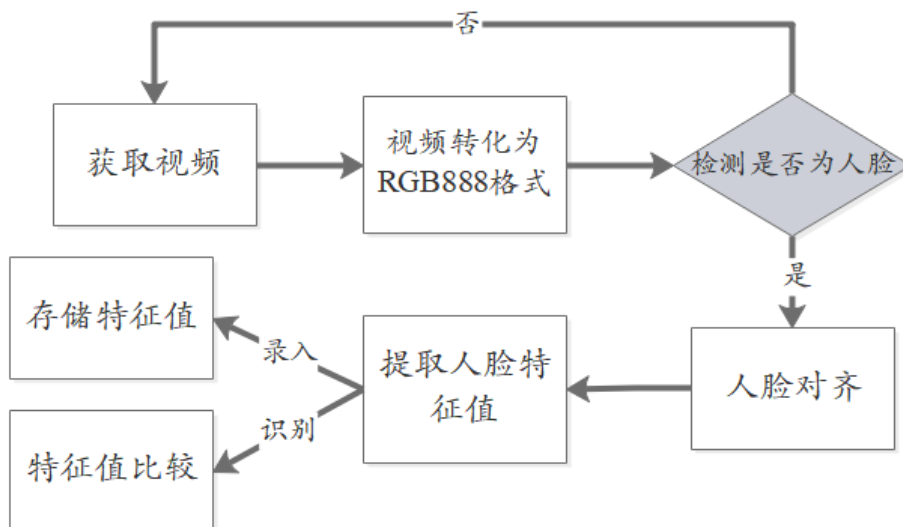 否
获取视频
视频转化为
RGB888格式
检测是否为人脸
是
存储特征值
录入
提取人脸特
征值
人脸对齐
识别
特征值比较